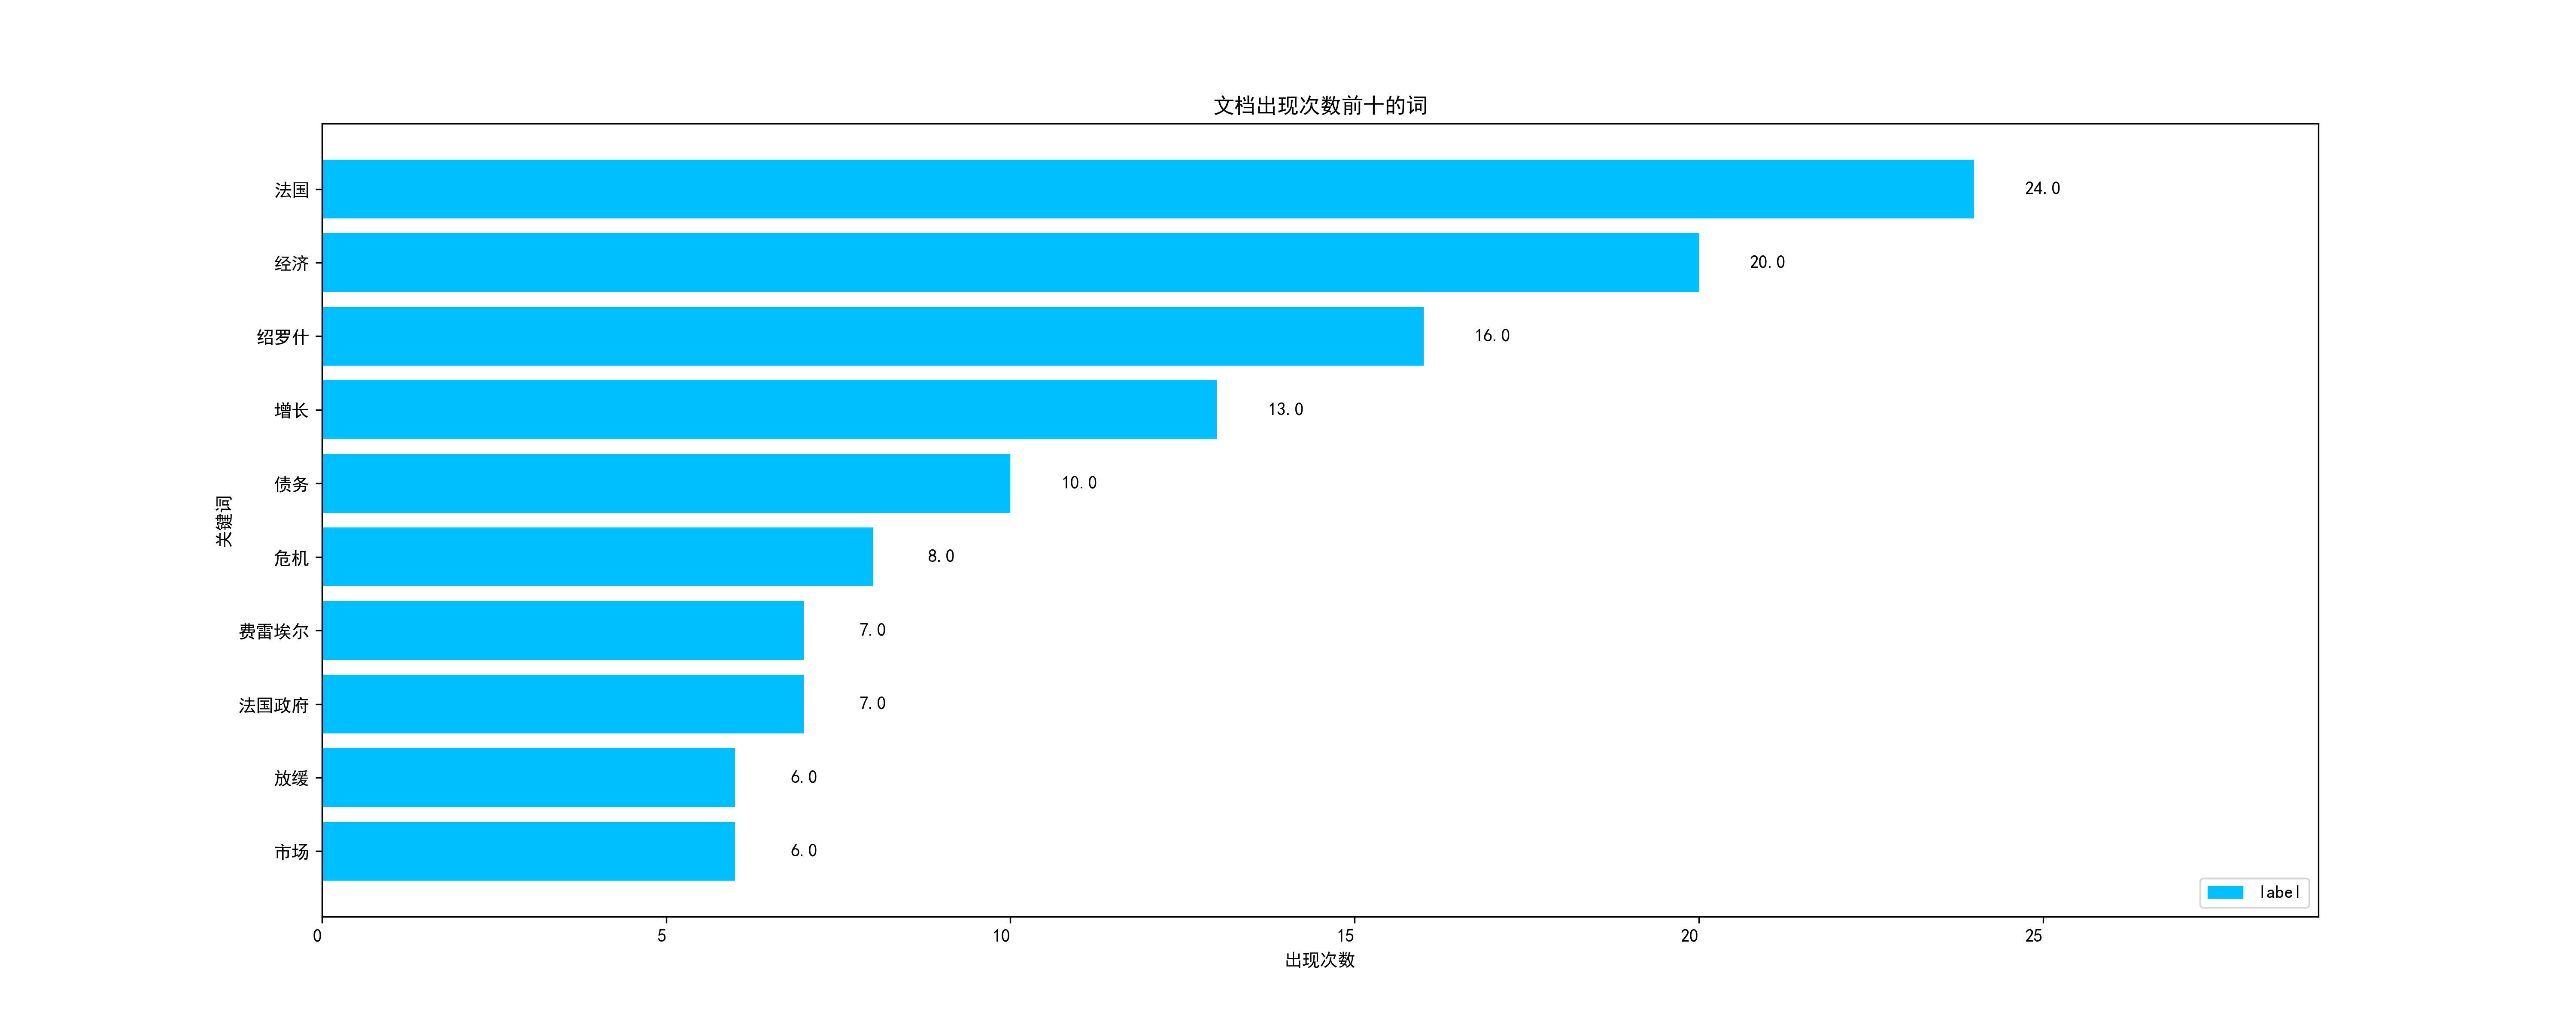 文档出现次数前十的词
法国 24.0
经济 20.0
绍罗什 16.0
增长 13.0
债务 10.0
危机 8.0
费雷埃尔 7.0
法国政府 7.0
放缓 6.0
市场 6.0
关键词
label
0 5 10 15 20 25
出现次数